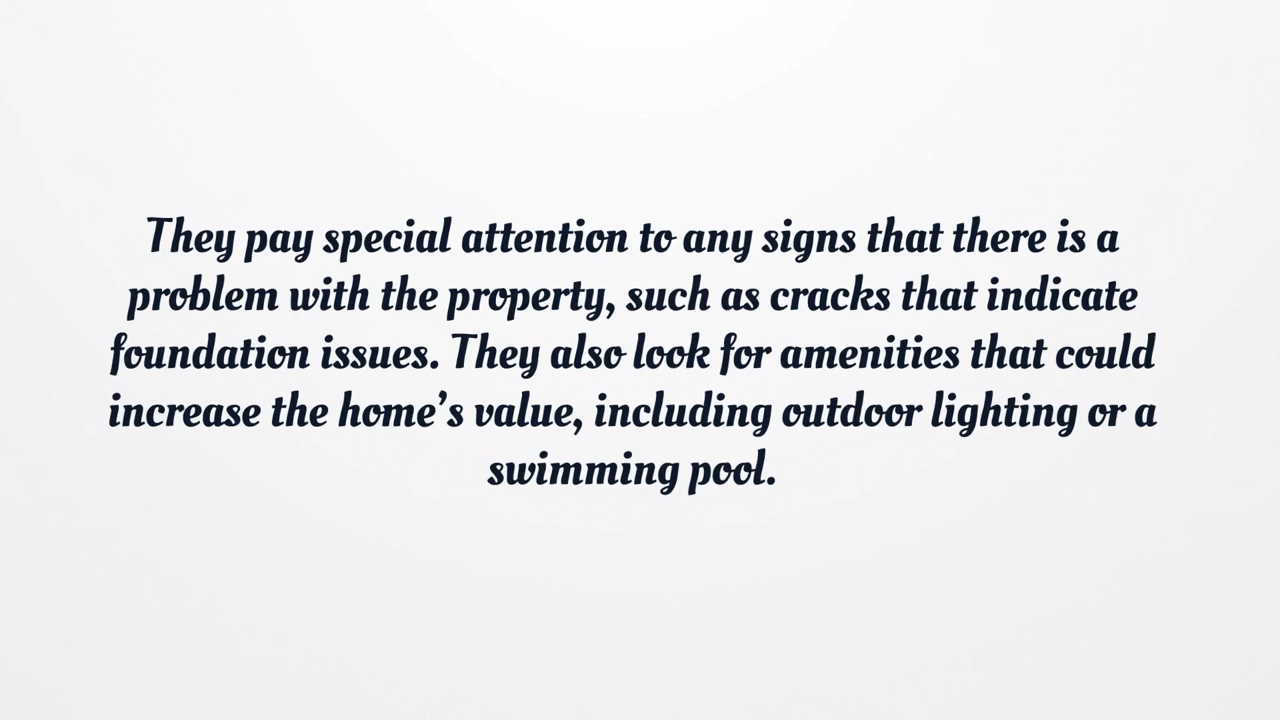 They pay special attention to any signs that there is a
problem with the property, such as cracks that indicate
foundation issues. They also look for amenities that could
increase the home’s value, including outdoor lighting or a
swimming pool.